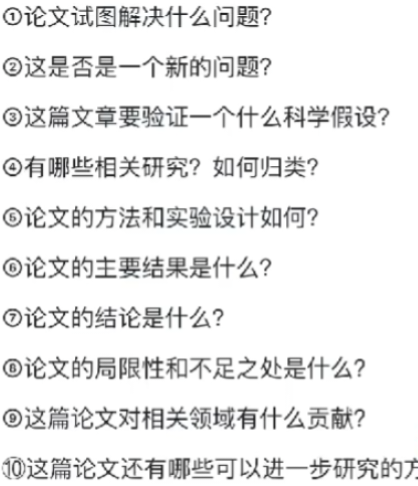 ①论文试图解决什么问题？
②这是否是一个新的问题？
③这篇文章要验证一个什么科学假设？
④有哪些相关研究？如何归类？
⑤论文的方法和实验设计如何？
⑥论文的主要结果是什么？
⑦论文的结论是什么？
⑧论文的局限性和不足之处是什么？
⑨这篇论文对相关领域有什么贡献？
⑩这篇论文还有哪些可以进一步研究的方